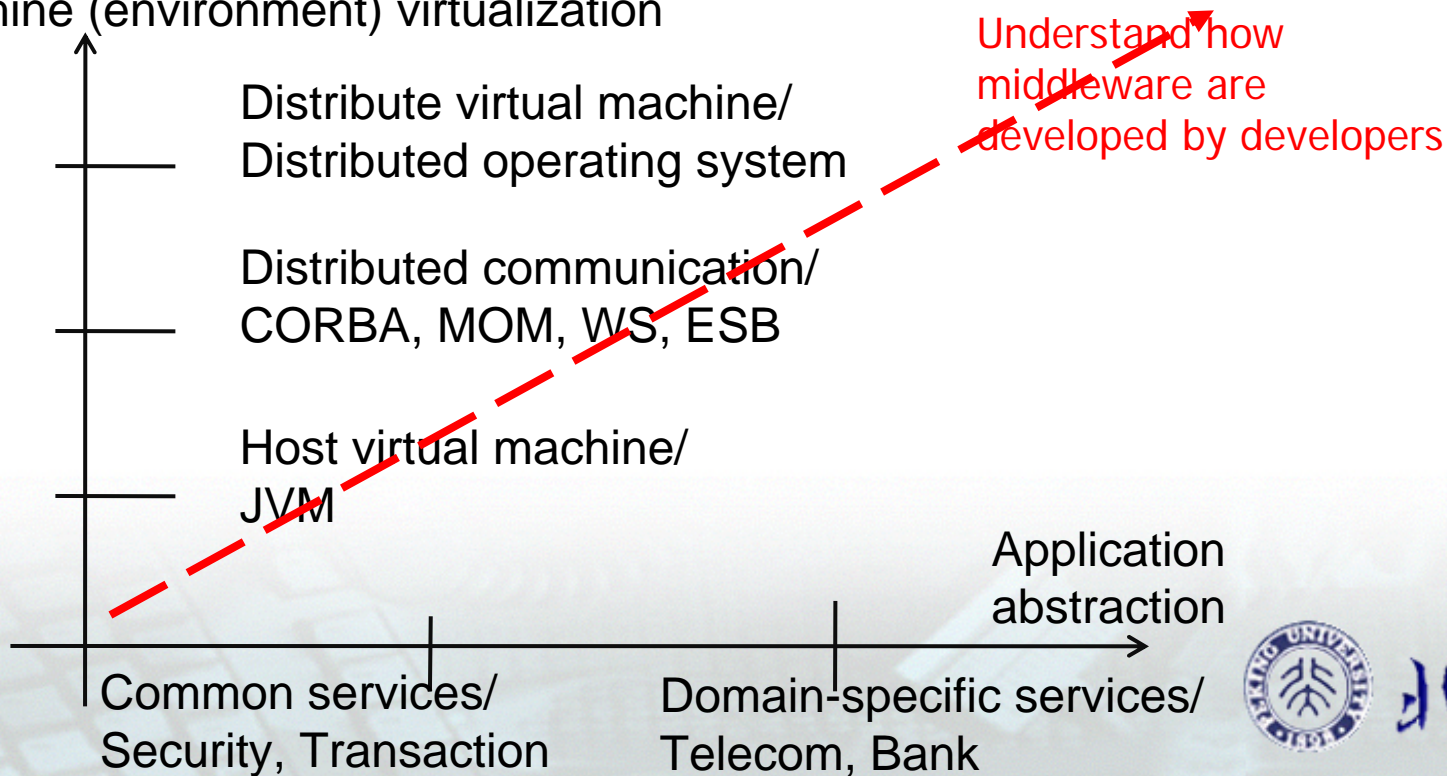 (environment) virtualization
Understand how
middleware are
developed by developers
Distribute virtual machine/
Distributed operating system
Distributed communication/
CORBA, MOM, WS, ESB
Host virtual machine/
JVM
Application
abstraction
Common services/
Security, Transaction
Domain-specific services/
Telecom, Bank